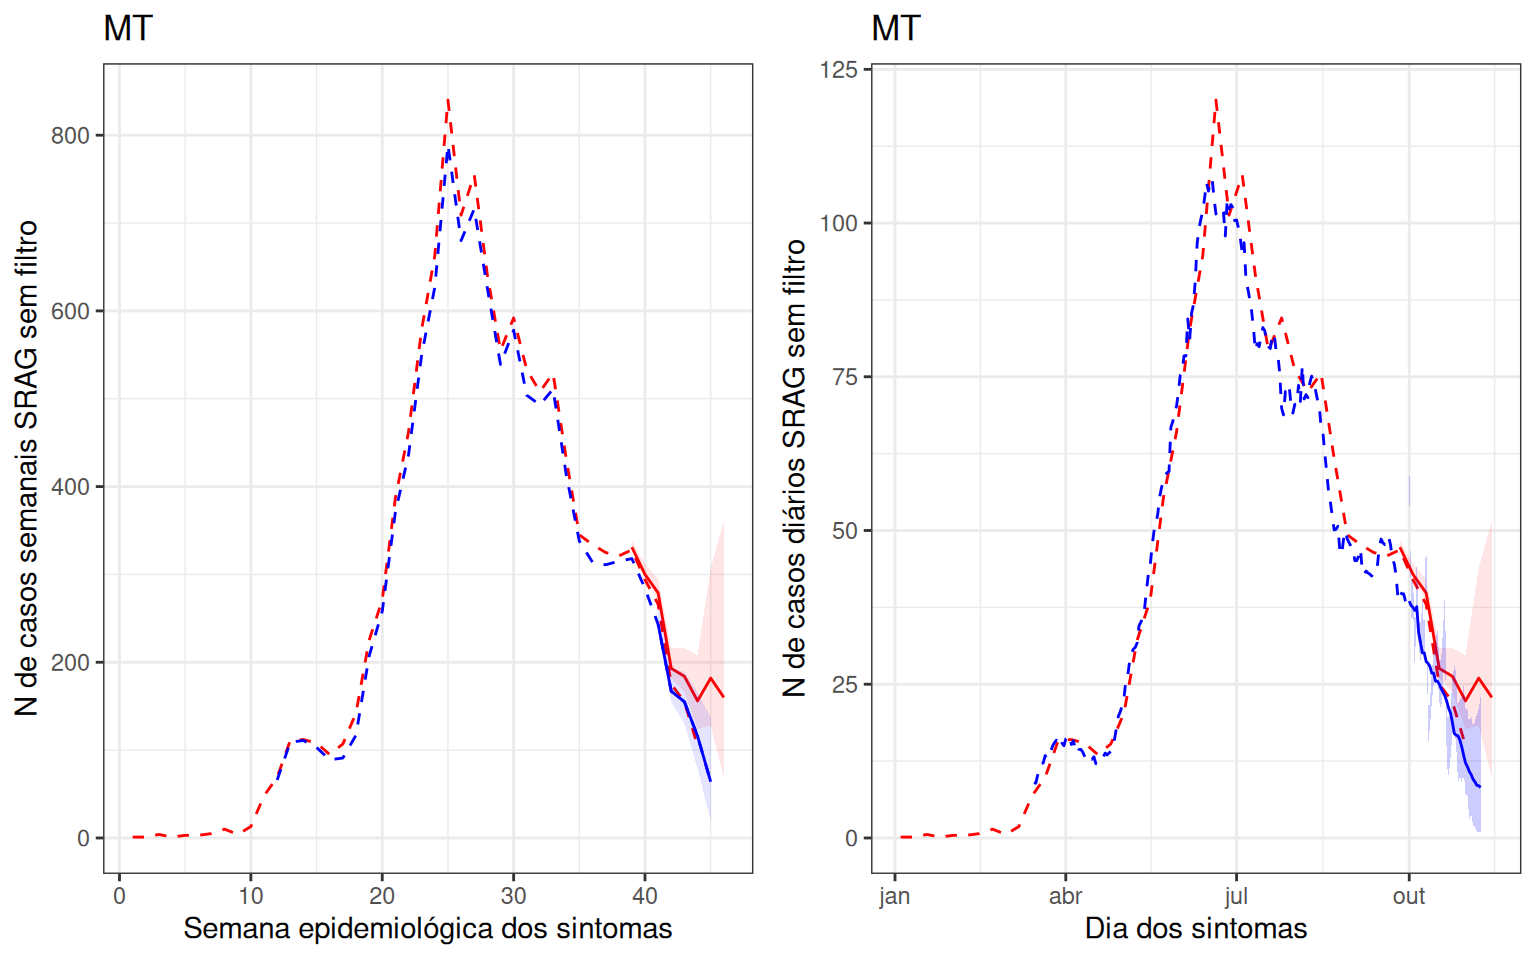 MT
N de casos semanais SRAG sem filtro
800
600
400
200
0
0 10 20 30 40
Semana epidemiológica dos sintomas
MT
N de casos diários SRAG sem filtro
125
100
75
50
25
0
jan abr jul out
Dia dos sintomas